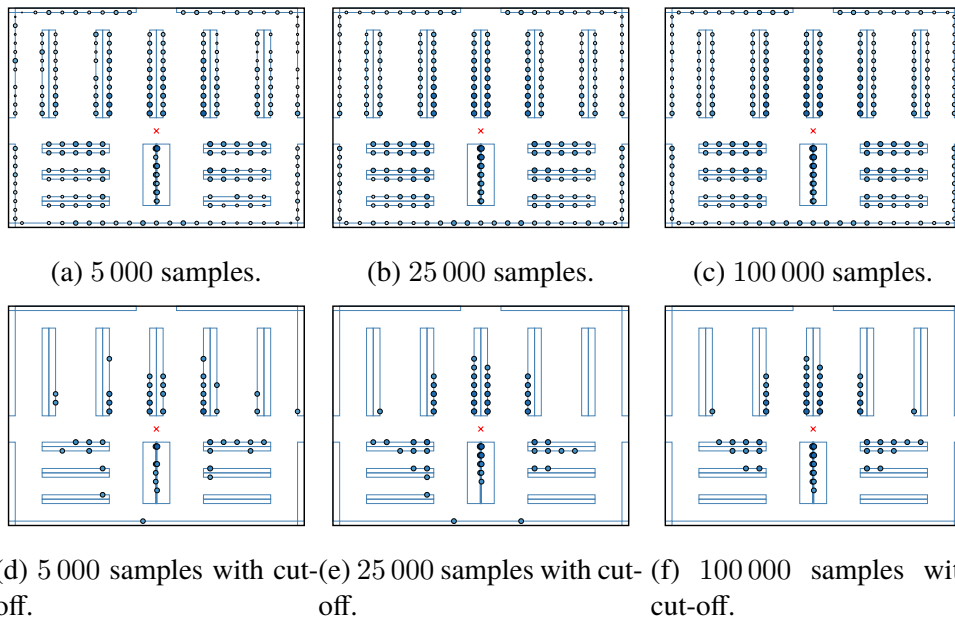 (a) 5 000 samples.
(b) 25 000 samples.
(c) 100 000 samples.
d) 5 000 samples with cut-
off.
(e) 25 000 samples with cut-
off.
(f) 100 000 samples wit
cut-off.